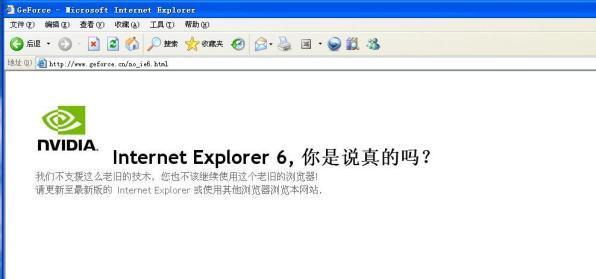 GeForce - Microsoft Internet Explorer
文件(F) 编辑(E) 查看(V) 收藏(A) 工具(T) 帮助(H)
后退 搜索 收藏夹
地址(D) http://www.geforce.cn/no_ie6.html
NVIDIA.
Internet Explorer 6, 你是说真的吗?
我们不支援这么老旧的技术，您也不该继续使用这个老旧的浏览器!
请更新至最新版的 Internet Explorer 或使用其他浏览器浏览本网站.